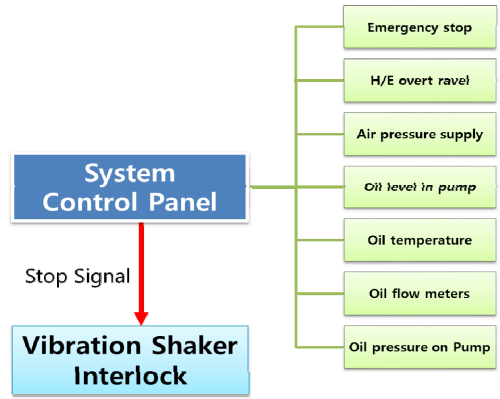 Emergency stop
H/E overt ravel
Air pressure supply
System
Control Panel
Oil level in pump
Oil temperature
Stop Signal
Oil flow meters
Vibration Shaker
Interlock
Oil pressure on Pump